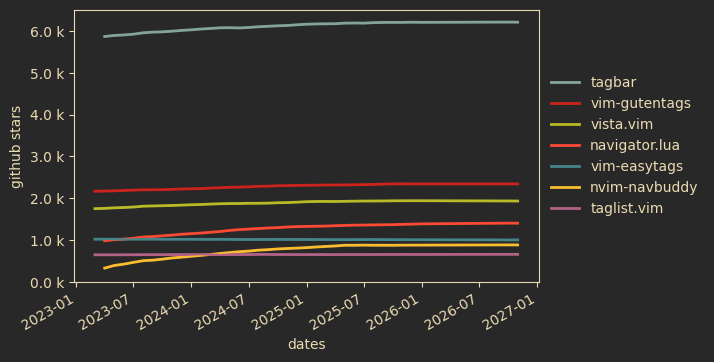 github stars
6.0 k
5.0 k
4.0 k
3.0 k
2.0 k
1.0 k
0.0 k
2023-01
2023-07
2024-01
2024-07
2025-01
2025-07
2026-01
2026-07
2027-01
dates
tagbar
vim-gutentags
vista.vim
navigator.lua
vim-easytags
nvim-navbuddy
taglist.vim